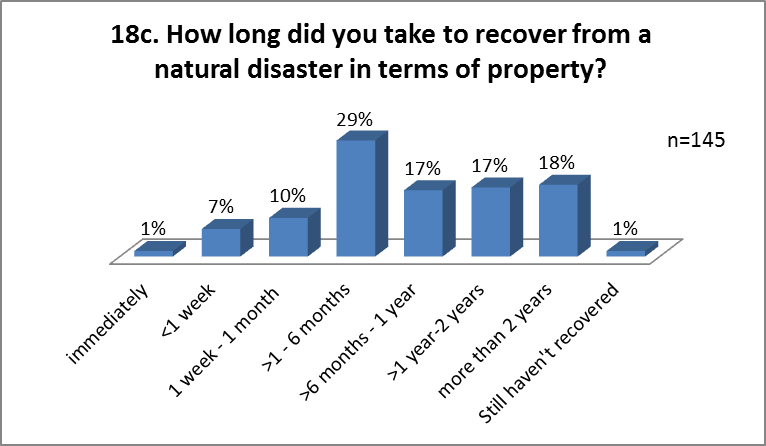 18c. How long did you take to recover from a
natural disaster in terms of property?
n=145
1%
7%
10%
29%
17%
17%
18%
1%
immediately
<1 week
1 week - 1 month
>1 - 6 months
>6 months - 1 year
>1 year-2 years
more than 2 years
Still haven't recovered